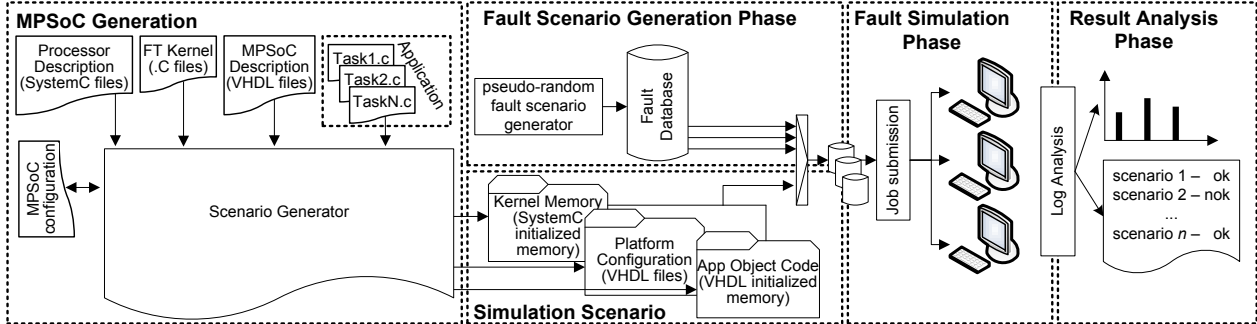 MPSoC Generation
Processor
Description
(SystemC files)
FT Kernel
(.C files)
MPSoC
Description
(VHDL files)
Task1.c
Task2.c
TaskN.c
Application
MPSoC
configuration
Scenario Generator
Fault Scenario Generation Phase
pseudo-random
fault scenario
generator
Fault
Database
Kernel Memory
(SystemC
initialized
memory)
Platform
Configuration
(VHDL files)
App Object Code
(VHDL initialized
memory)
Simulation Scenario
Fault Simulation
Phase
Job submission
Result Analysis
Phase
Log Analysis
scenario 1 – ok
scenario 2 – nok
...
scenario n – ok